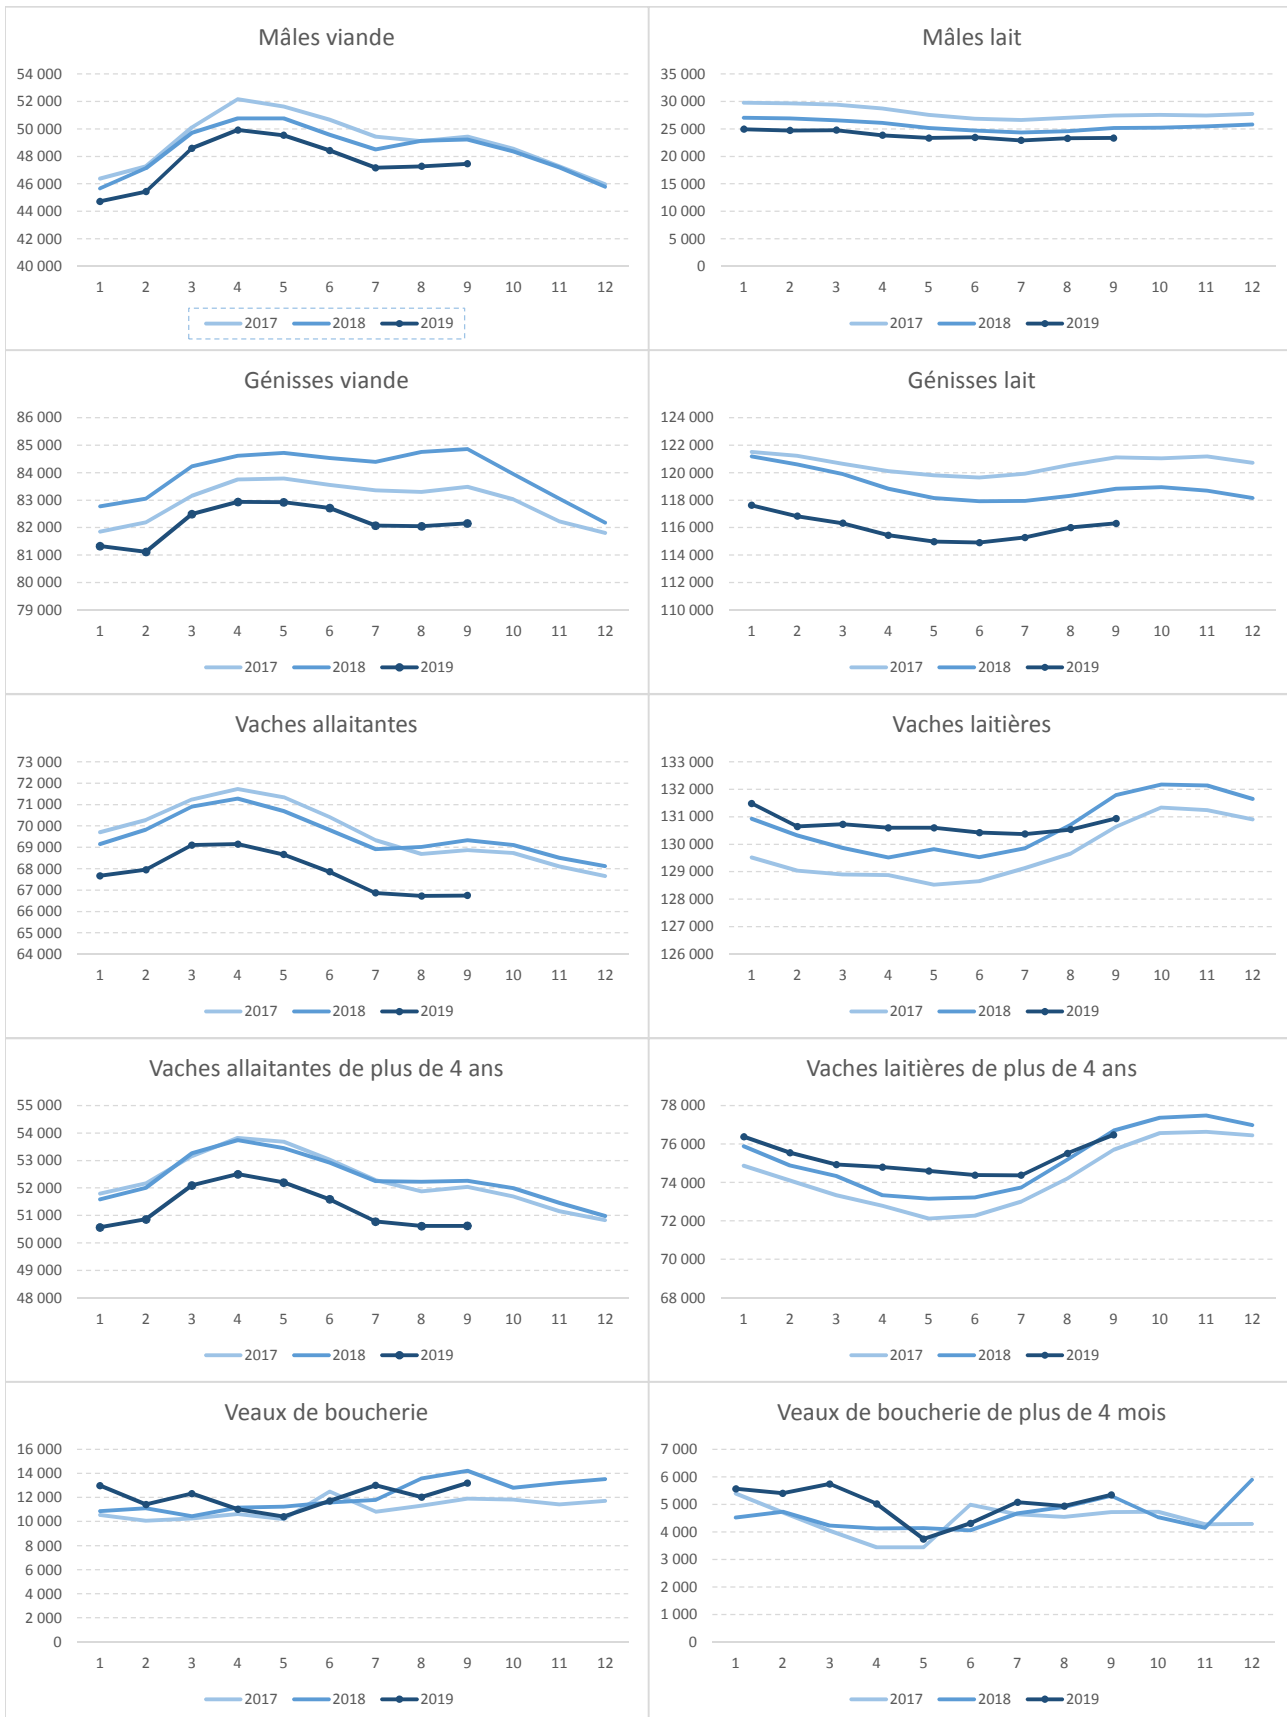 Mâles viande
54 000
52 000
50 000
48 000
46 000
44 000
42 000
40 000
1 2 3 4 5 6 7 8 9 10 11 12
2017 2018 2019
Mâles lait
35 000
30 000
25 000
20 000
15 000
10 000
5 000
0
1 2 3 4 5 6 7 8 9 10 11 12
2017 2018 2019
Génisses viande
86 000
85 000
84 000
83 000
82 000
81 000
80 000
79 000
1 2 3 4 5 6 7 8 9 10 11 12
2017 2018 2019
Génisses lait
124 000
122 000
120 000
118 000
116 000
114 000
112 000
110 000
1 2 3 4 5 6 7 8 9 10 11 12
2017 2018 2019
Vaches allaitantes
73 000
72 000
71 000
70 000
69 000
68 000
67 000
66 000
65 000
64 000
1 2 3 4 5 6 7 8 9 10 11 12
2017 2018 2019
Vaches laitières
133 000
132 000
131 000
130 000
129 000
128 000
127 000
126 000
1 2 3 4 5 6 7 8 9 10 11 12
2017 2018 2019
Vaches allaitantes de plus de 4 ans
55 000
54 000
53 000
52 000
51 000
50 000
49 000
48 000
1 2 3 4 5 6 7 8 9 10 11 12
2017 2018 2019
Vaches laitières de plus de 4 ans
78 000
76 000
74 000
72 000
70 000
68 000
1 2 3 4 5 6 7 8 9 10 11 12
2017 2018 2019
Veaux de boucherie
16 000
14 000
12 000
10 000
8 000
6 000
4 000
2 000
0
1 2 3 4 5 6 7 8 9 10 11 12
2017 2018 2019
Veaux de boucherie de plus de 4 mois
7 000
6 000
5 000
4 000
3 000
2 000
1 000
0
1 2 3 4 5 6 7 8 9 10 11 12
2017 2018 2019